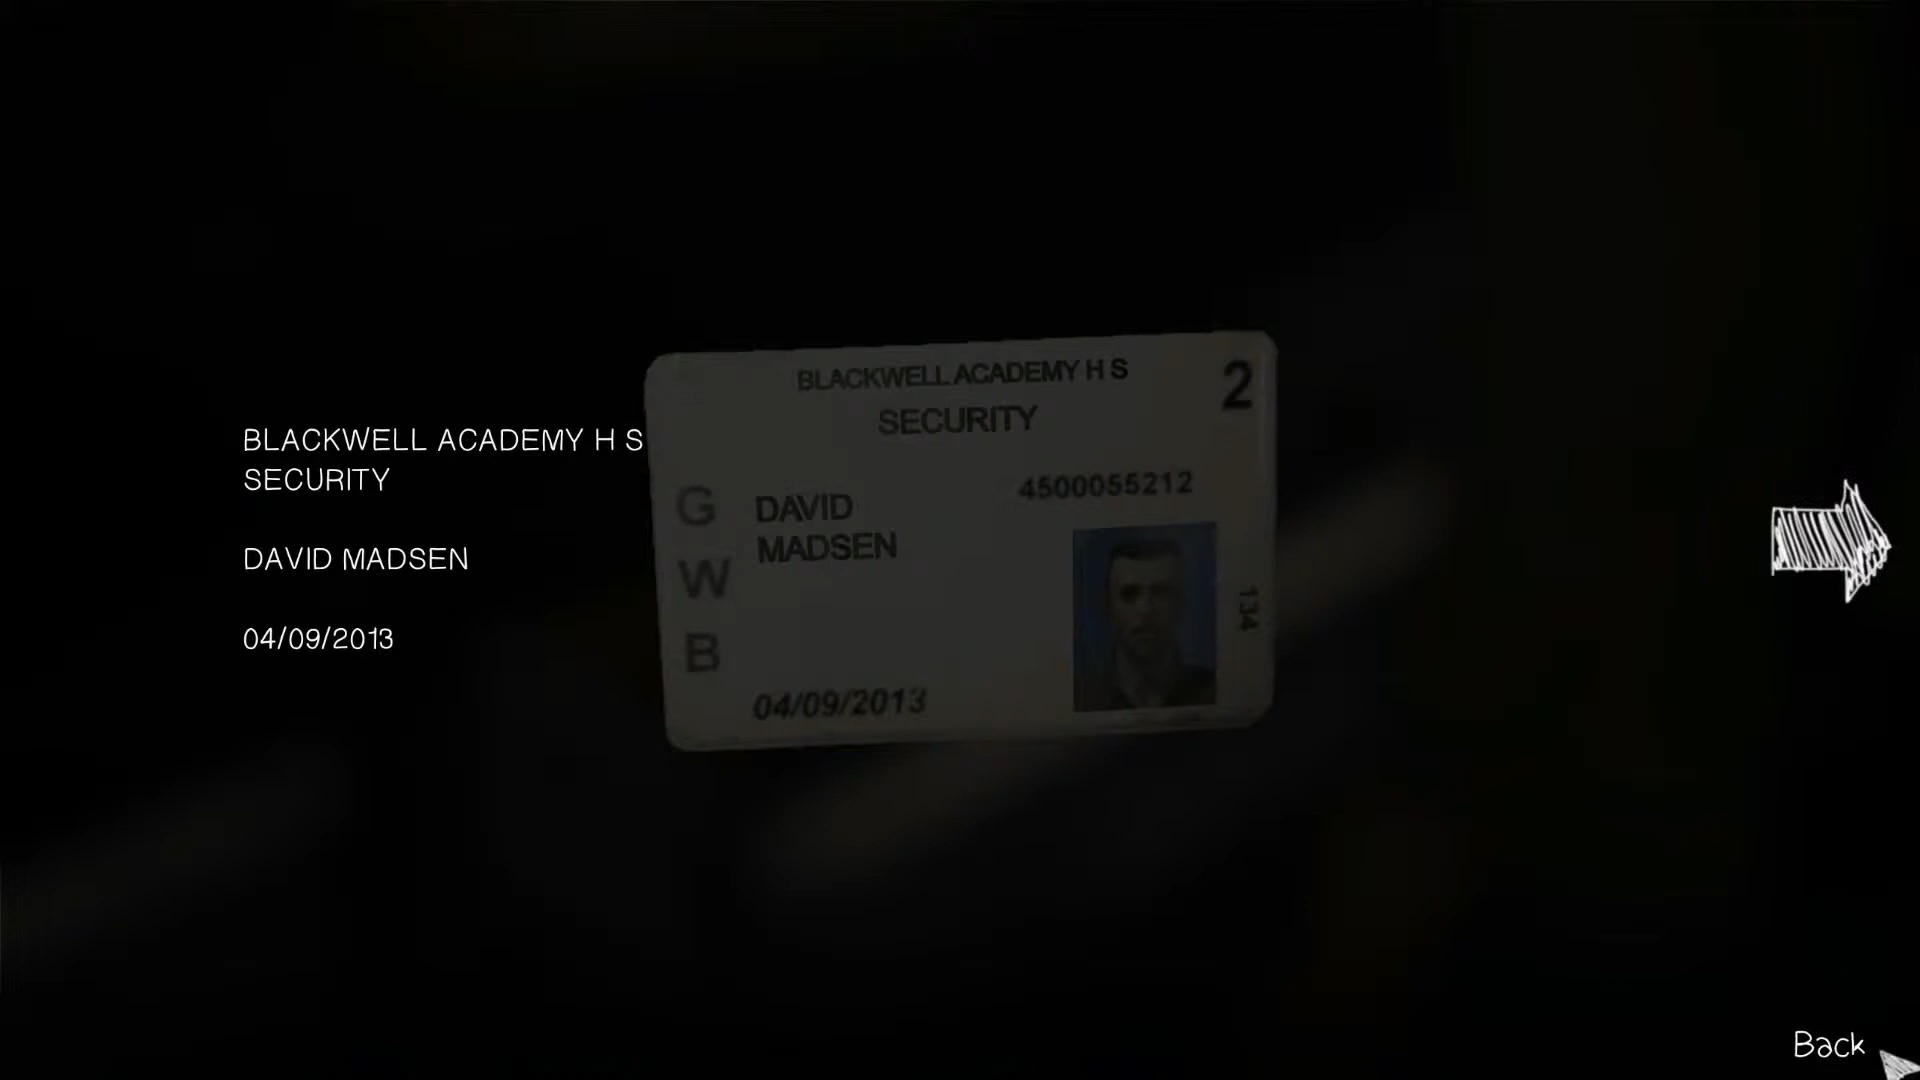 BLACKWELL ACADEMY H S
SECURITY
DAVID MADSEN
04/09/2013
BLACKWELL ACADEMY H S
2
SECURITY
4500055212
G
W
B
DAVID
MADSEN
134
04/09/2013
Back